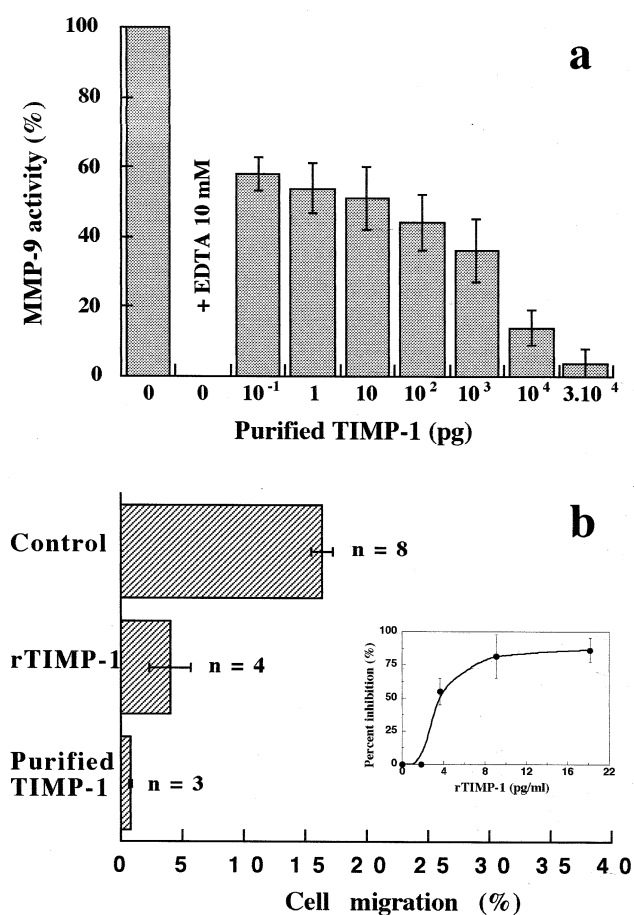 a
100
80
60
40
20
0
MMP-9 activity (%)
+ EDTA 10 mM
0 0 10⁻¹ 1 10 10² 10³ 10⁴ 3.10⁴
Purified TIMP-1 (pg)
b
Control
n = 8
rTIMP-1
n = 4
Purified
TIMP-1
n = 3
100
75
50
25
0
Percent inhibition (%)
0 4 8 12 16 22
rTIMP-1 (pg/ml)
0 5 10 15 20 25 30 35 40
Cell migration (%)